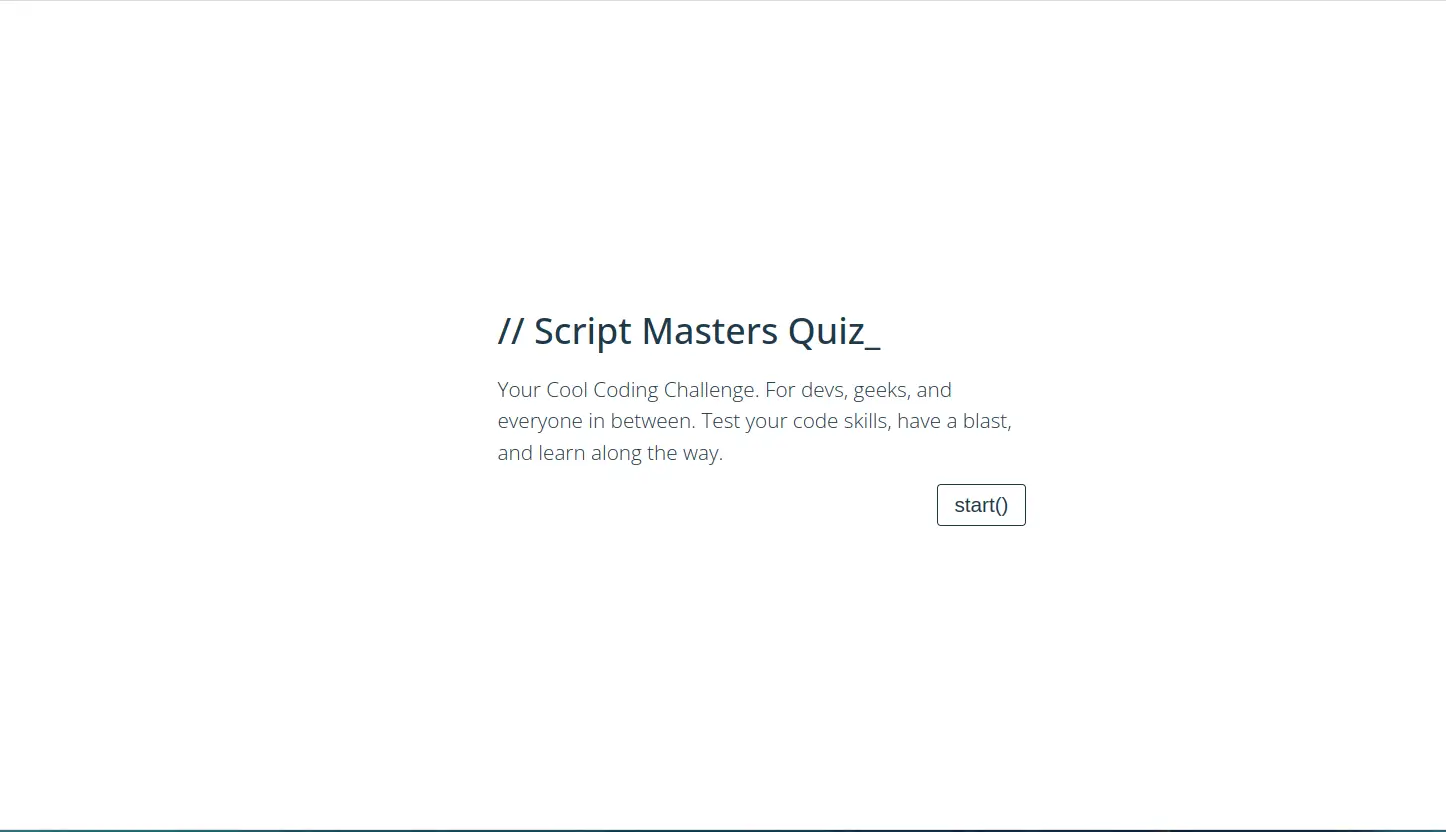 // Script Masters Quiz_
Your Cool Coding Challenge. For devs, geeks, and
everyone in between. Test your code skills, have a blast,
and learn along the way.
start()